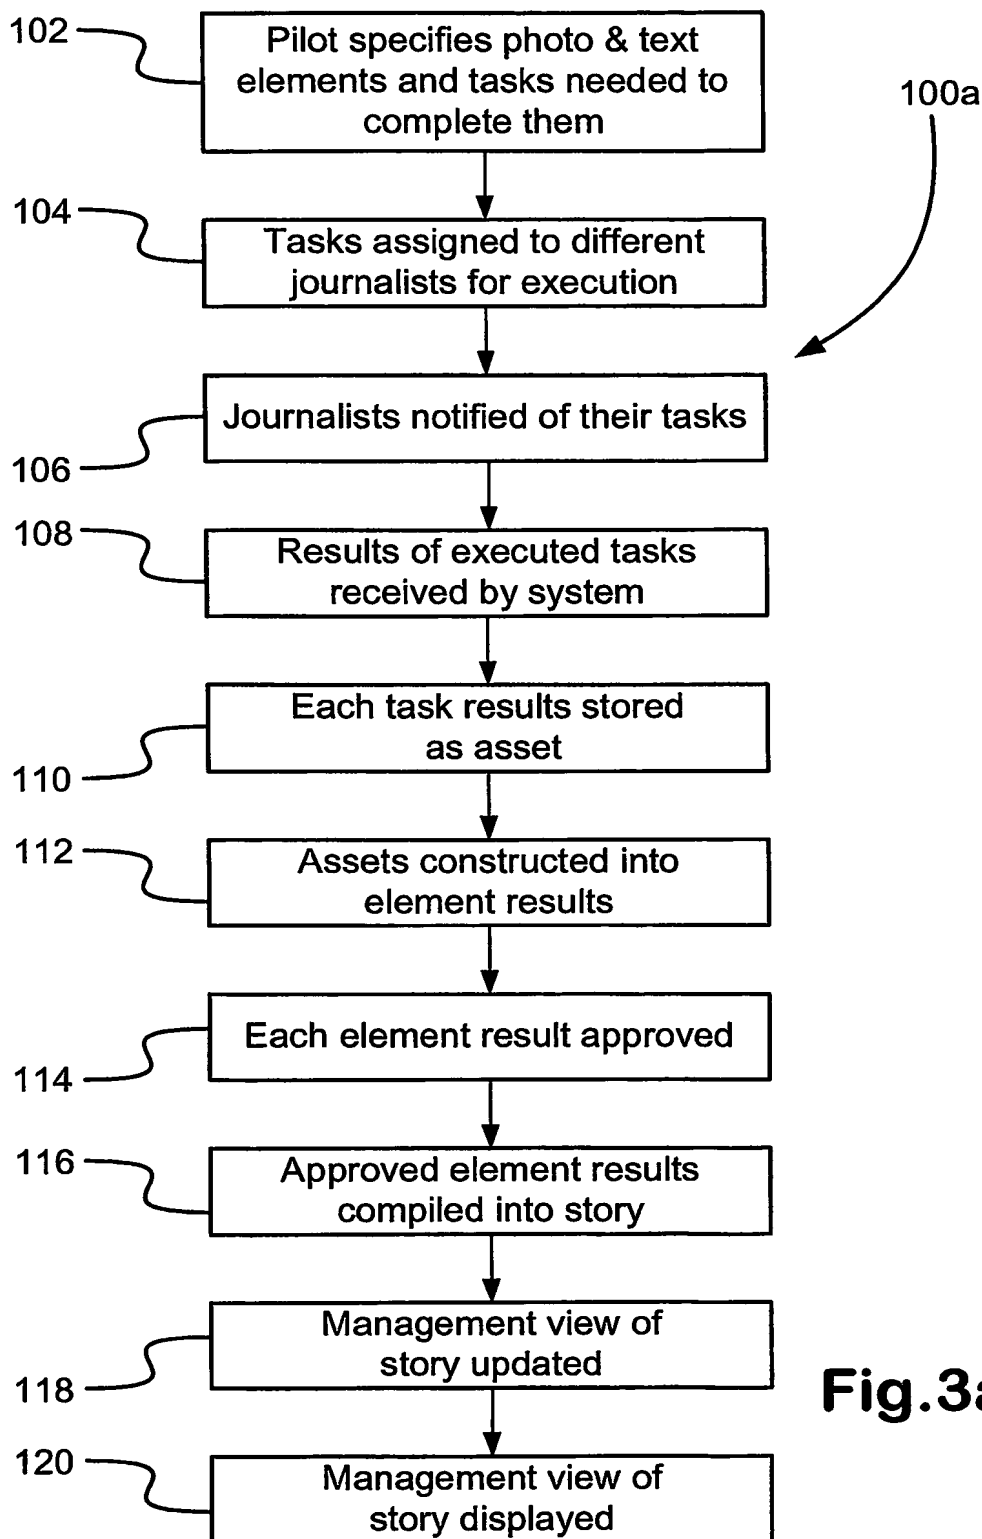 102
Pilot specifies photo & text
elements and tasks needed to
complete them
100a
104
Tasks assigned to different
journalists for execution
Journalists notified of their tasks
106
108
Results of executed tasks
received by system
Each task results stored
as asset
110
112
Assets constructed into
element results
Each element result approved
114
116
Approved element results
compiled into story
Management view of
story updated
118
Fig.3a
120
Management view of
story displayed